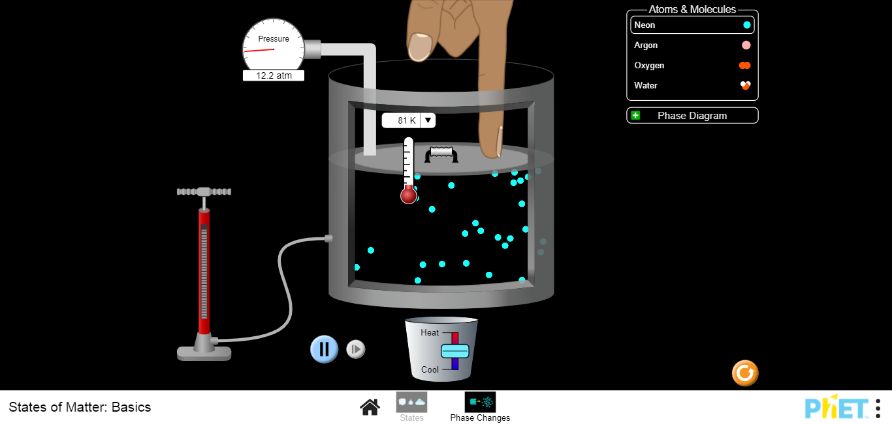 Pressure
12.2 atm
81 K
Atoms & Molecules
Neon
Argon
Oxygen
Water
Phase Diagram
Heat
Cool
States of Matter: Basics
States
Phase Changes
PhET